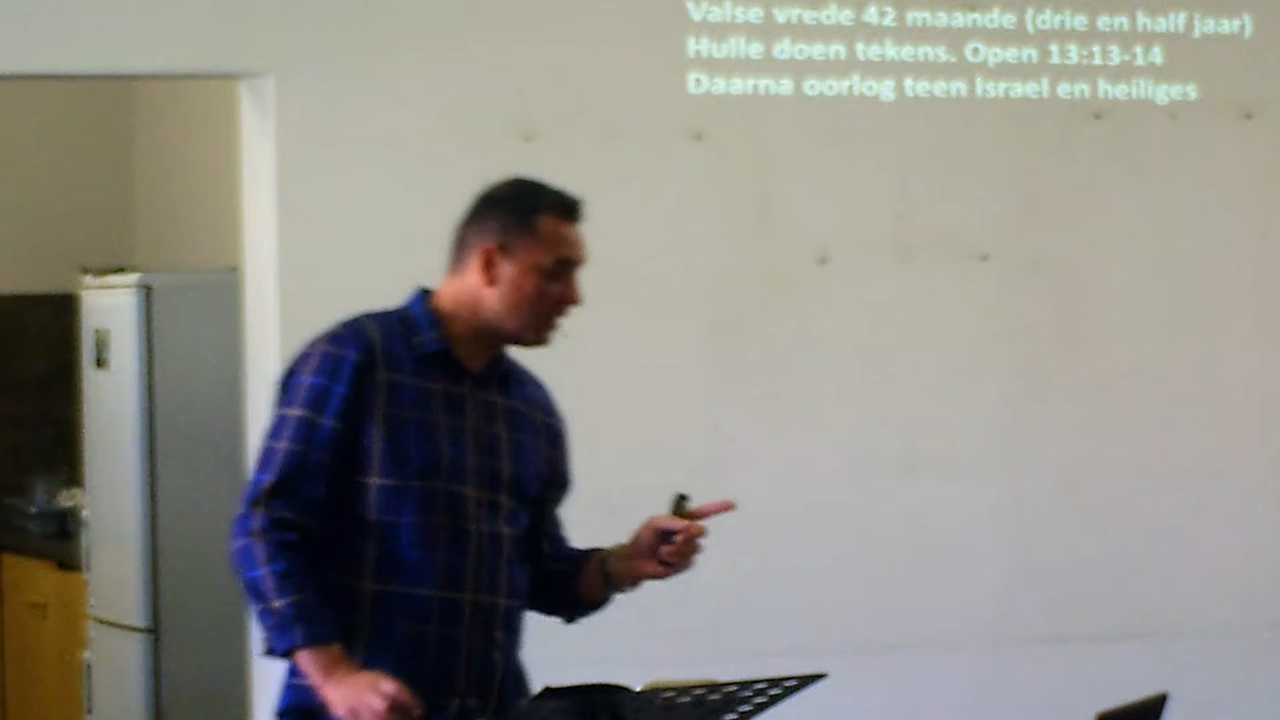 Valse vrede 42 maande (drie en half jaar)
Hulle doen tekens. Open 13:13-14
Daarna oorlog teen Israel en heiliges